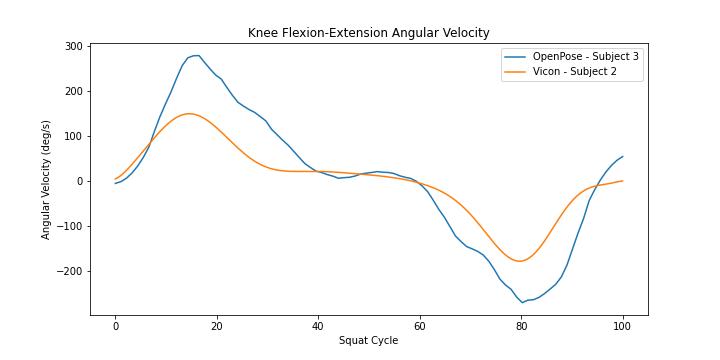 Knee Flexion-Extension Angular Velocity
OpenPose - Subject 3
Vicon - Subject 2
Angular Velocity (deg/s)
300
200
100
0
−100
−200
0 20 40 60 80 100
Squat Cycle